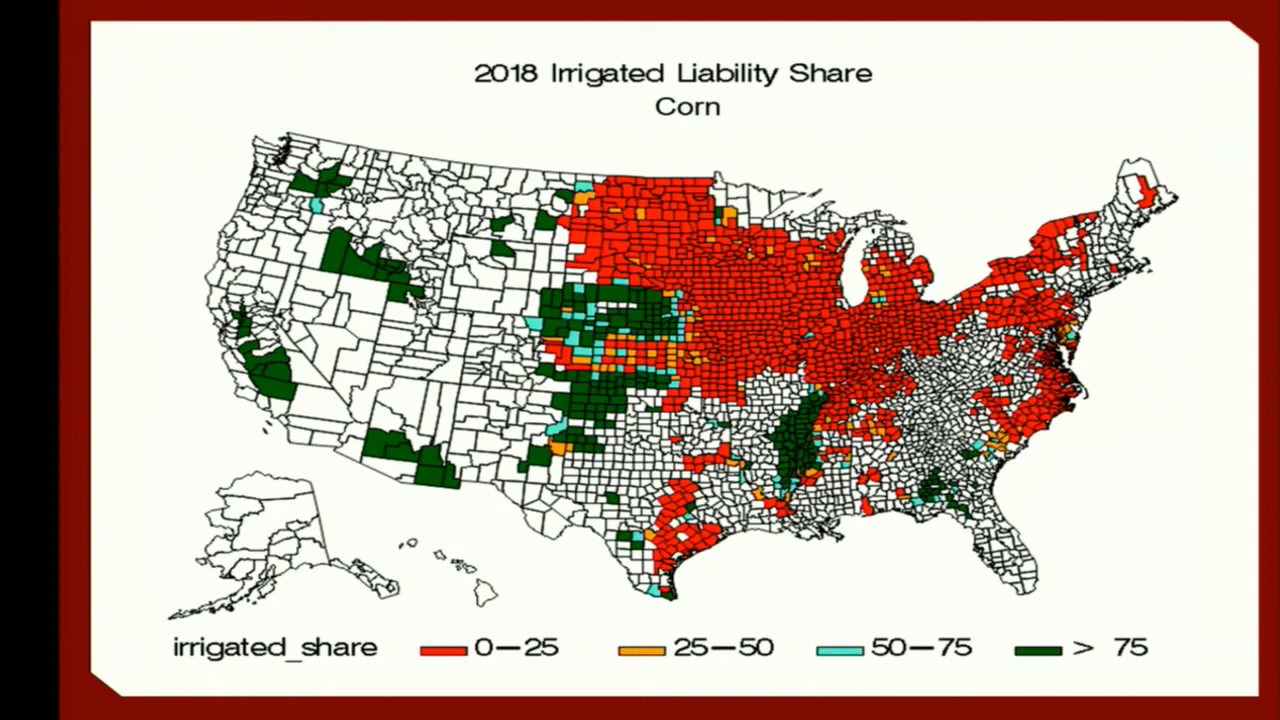 2018 Irrigated Liability Share
Corn
irrigated_share 0–25 25–50 50–75 > 75